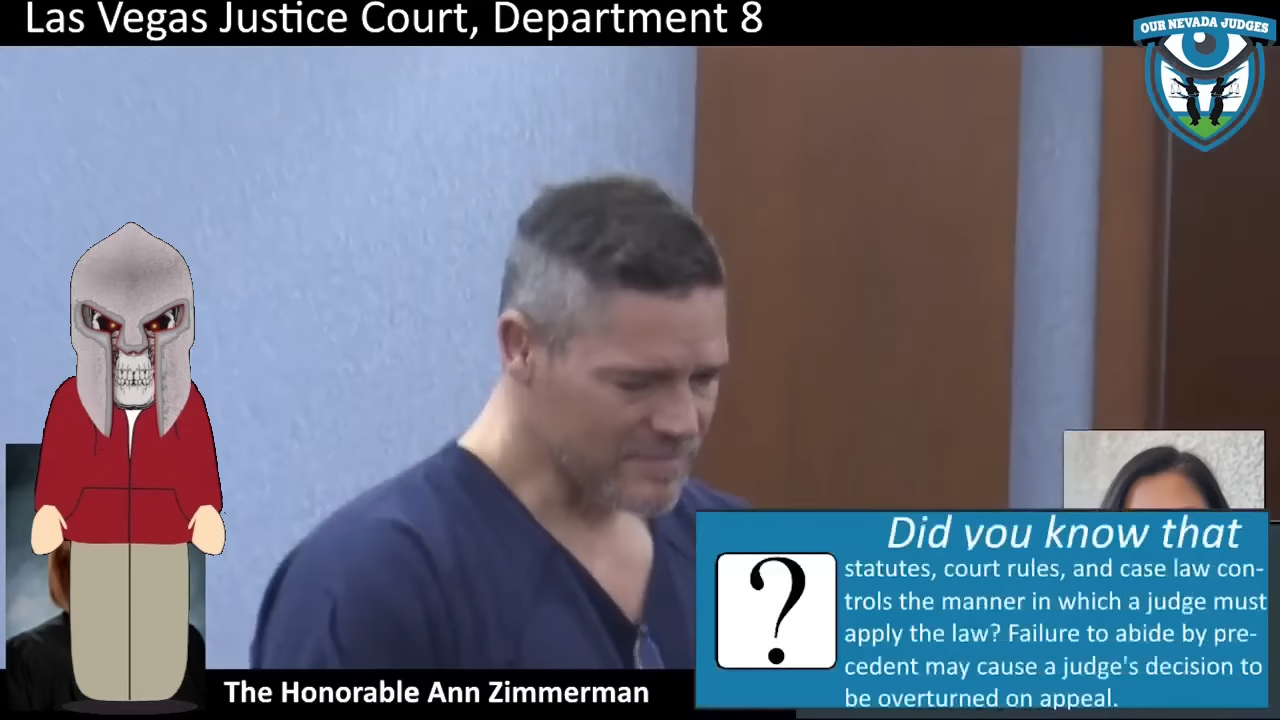 Las Vegas Justice Court, Department 8
OUR NEVADA JUDGES
Did you know that
?
statutes, court rules, and case law con-
trols the manner in which a judge must
apply the law? Failure to abide by pre-
cedent may cause a judge's decision to
be overturned on appeal.
The Honorable Ann Zimmerman